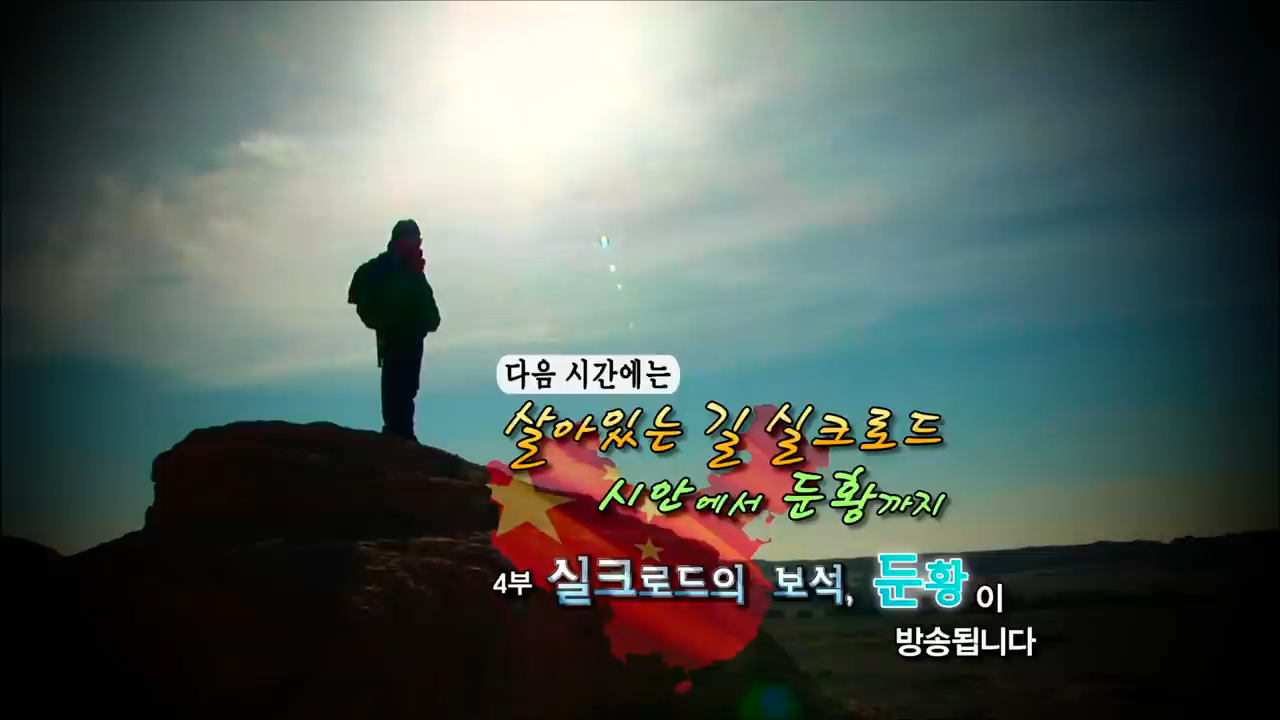 다음 시간에는
살아있는 길 실크로드
시안에서 둔황까지
4부 실크로드의 보석, 둔황이
방송됩니다